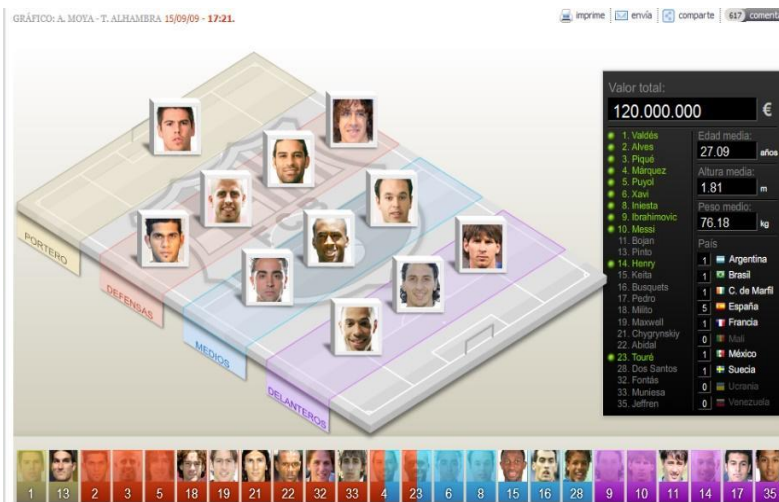 GRÁFICO: A. MOYA - T. ALHAMBRA 15/09/09 - 17:21.
imprime envía comparte 617 coment
Valor total:
120.000.000 €
1. Valdés
2. Alves
3. Piqué
4. Márquez
5. Puyol
6. Xavi
8. Iniesta
9. Ibrahimovic
10. Messi
11. Bojan
13. Pinto
14. Henry
15. Keita
16. Busquets
17. Pedro
18. Milito
19. Maxwell
21. Chygrynskiy
22. Abidal
23. Touré
28. Dos Santos
32. Fontás
33. Muniesa
35. Jeffren
Edad media:
27.09 años
Altura media:
1.81 m
Peso medio:
76.18 kg
País
1 Argentina
1 Brasil
1 C. de Marfil
5 España
1 Francia
0 Mali
1 México
1 Suecia
0 Ucrania
0 Venezuela
PORTERO
DEFENSAS
MEDIOS
DELANTEROS
FCB
1 13 2 3 5 18 19 21 22 32 33 4 23 6 8 15 16 28 9 10 11 14 17 35